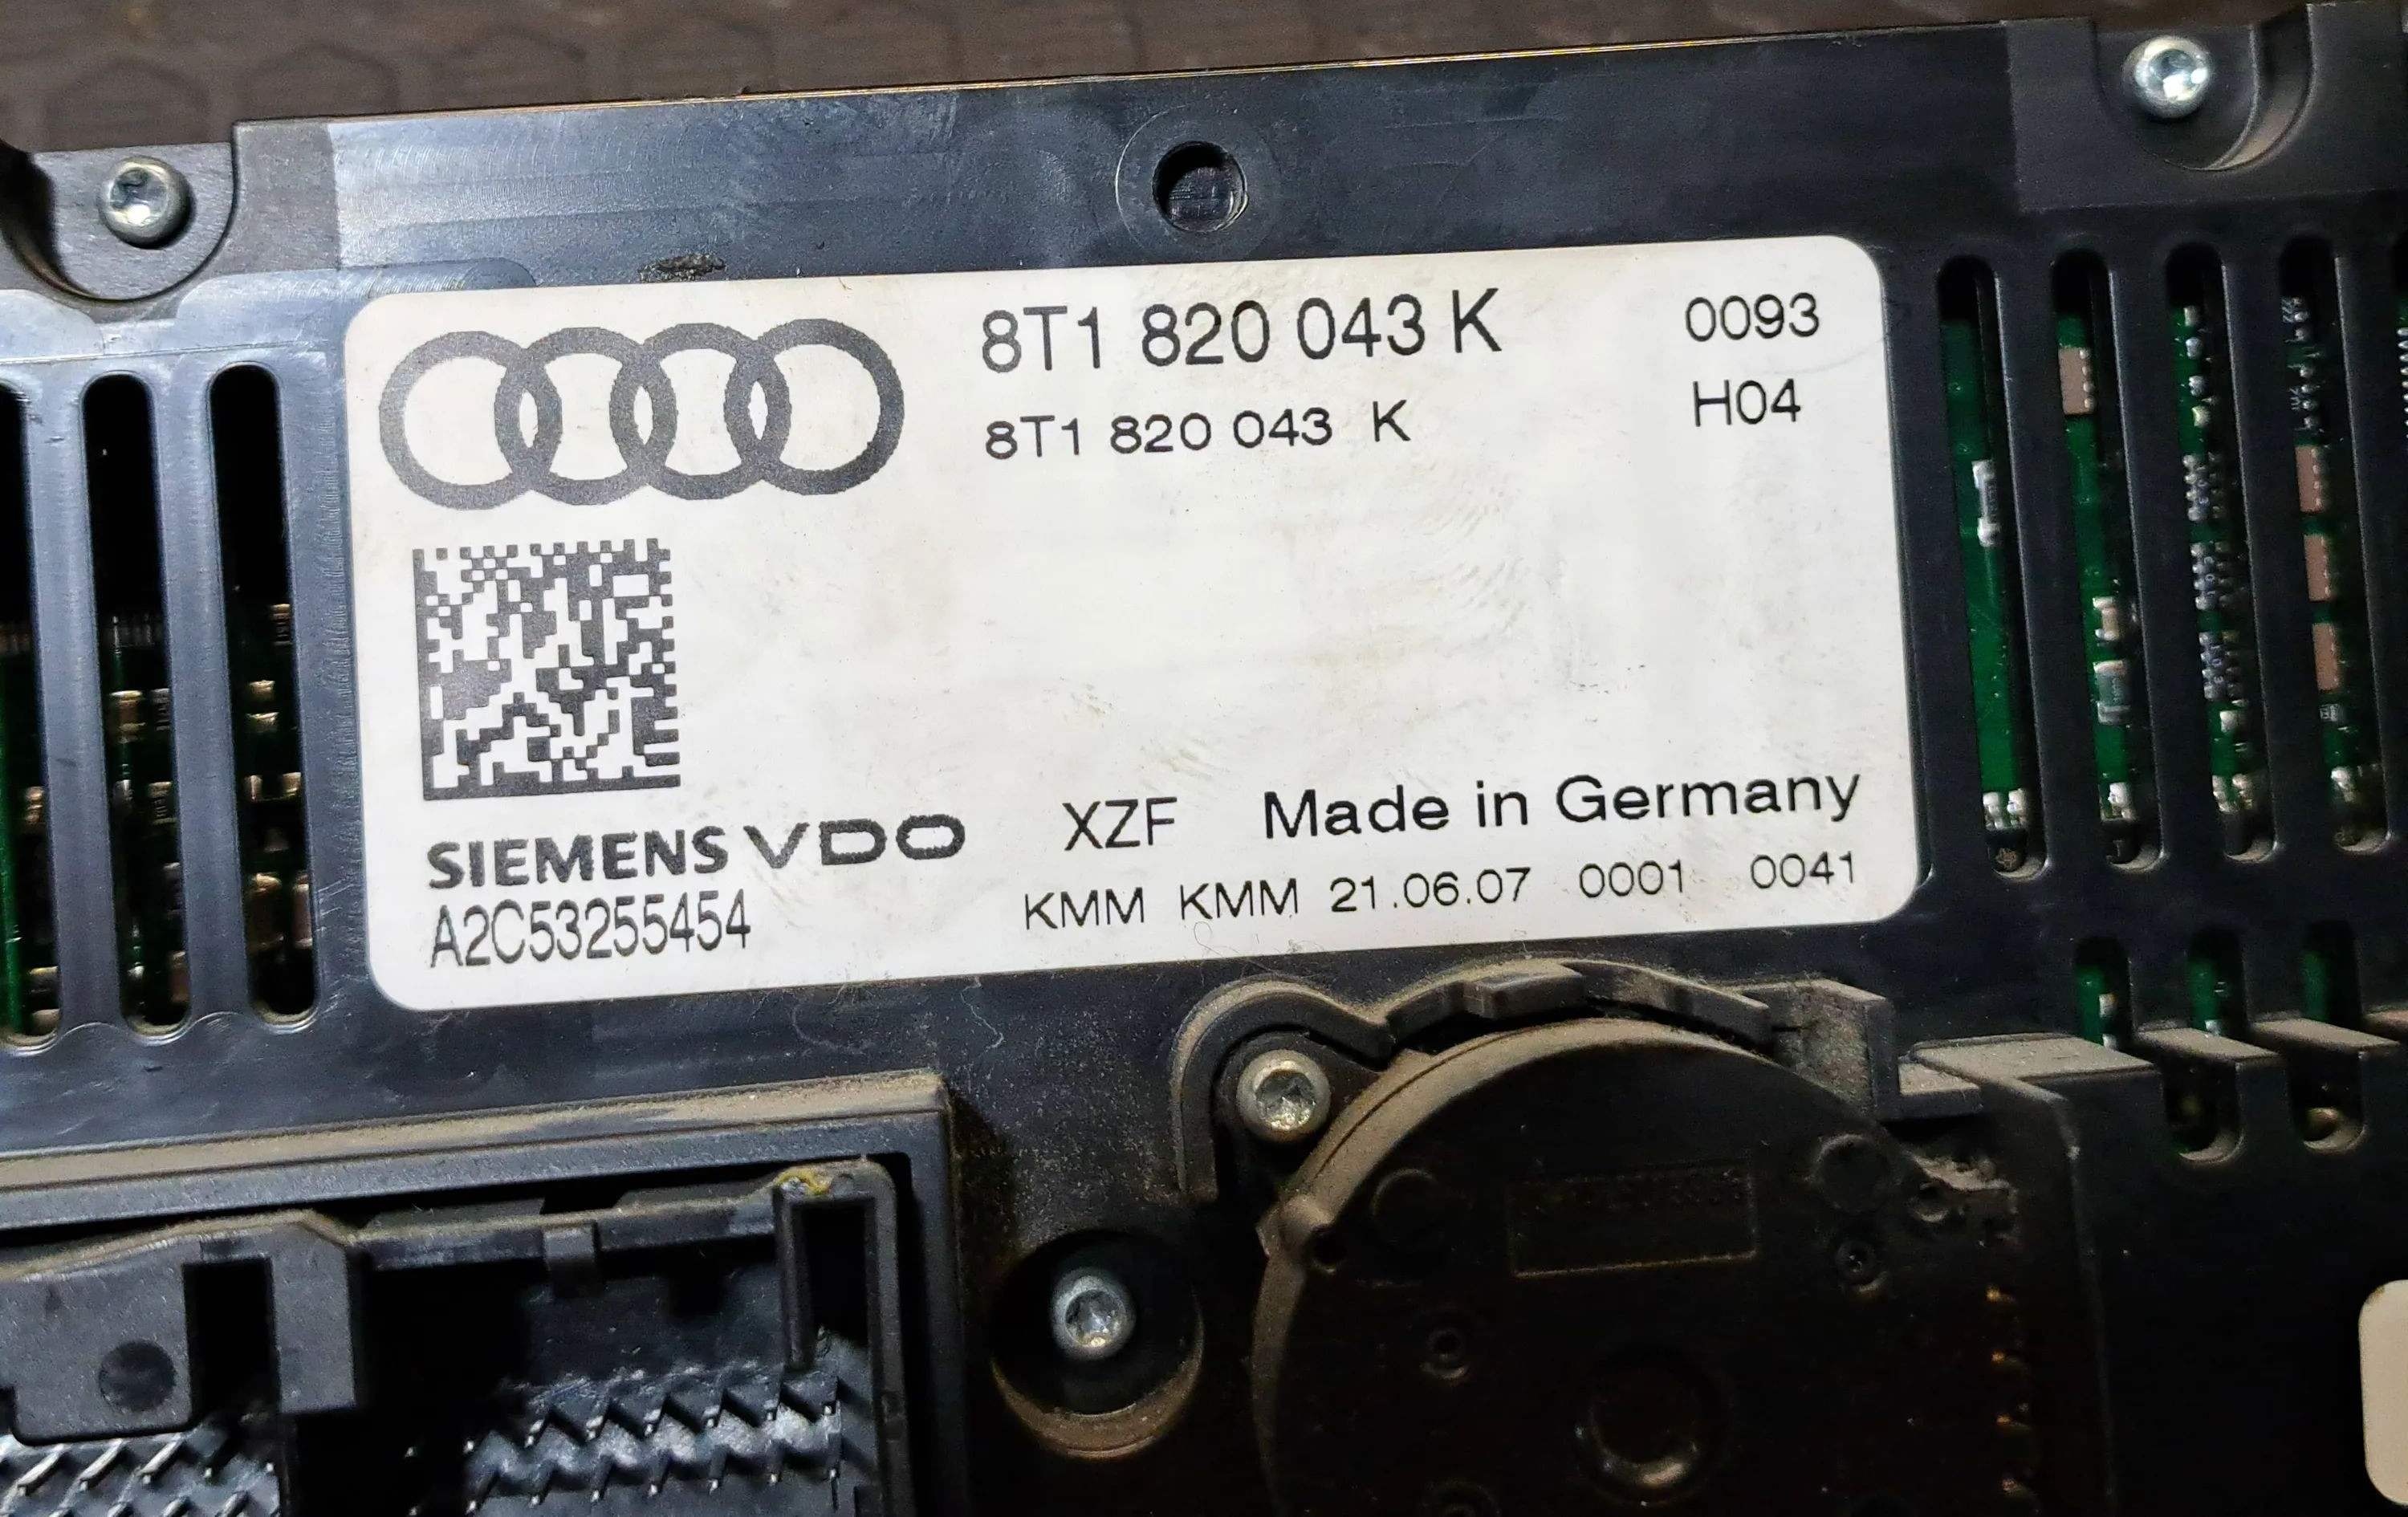 8T1 820 043 K 0093
8T1 820 043 K H04
SIEMENS VDO XZF Made in Germany
A2C53255454 KMM KMM 21.06.07 0001 0041